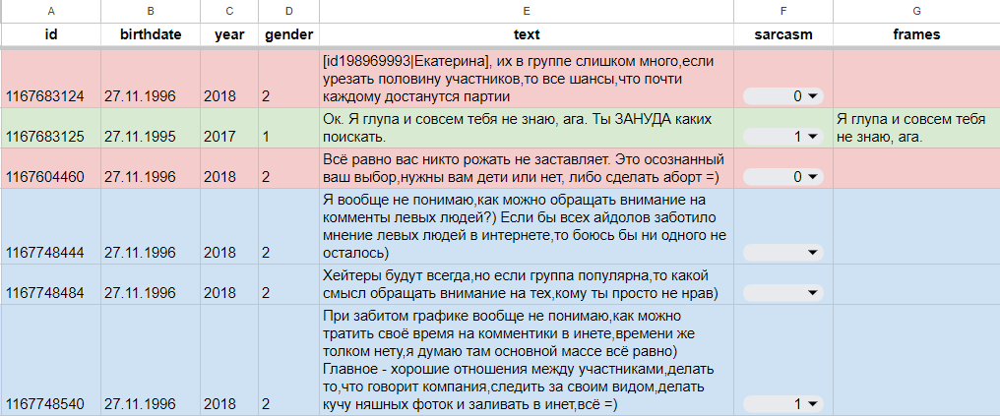 A B C D E F G
id birthdate year gender text sarcasm frames
[id198969993|Екатерина], их в группе слишком много,если
урезать половину участников,то все шансы,что почти
1167683124 27.11.1996 2018 2 каждому достанутся партии 0
Ок. Я глупа и совсем тебя не знаю, ага. Ты ЗАНУДА каких Я глупа и совсем тебя
1167683125 27.11.1995 2017 1 поискать. 1 не знаю, ага.
Всё равно вас никто рожать не заставляет. Это осознанный
1167604460 27.11.1996 2018 2 ваш выбор,нужны вам дети или нет, либо сделать аборт =) 0
Я вообще не понимаю,как можно обращать внимание на
комменты левых людей?) Если бы всех айдолов заботило
мнение левых людей в интернете,то боюсь бы ни одного не
1167748444 27.11.1996 2018 2 осталось)
Хейтеры будут всегда,но если группа популярна,то какой
1167748484 27.11.1996 2018 2 смысл обращать внимание на тех,кому ты просто не нрав)
При забитом графике вообще не понимаю,как можно
тратить своё время на комментики в инете,времени же
толком нету,я думаю там основной массе всё равно)
Главное - хорошие отношения между участниками,делать
то,что говорит компания,следить за своим видом,делать
1167748540 27.11.1996 2018 2 кучу няшных фоток и заливать в инет,всё =) 1